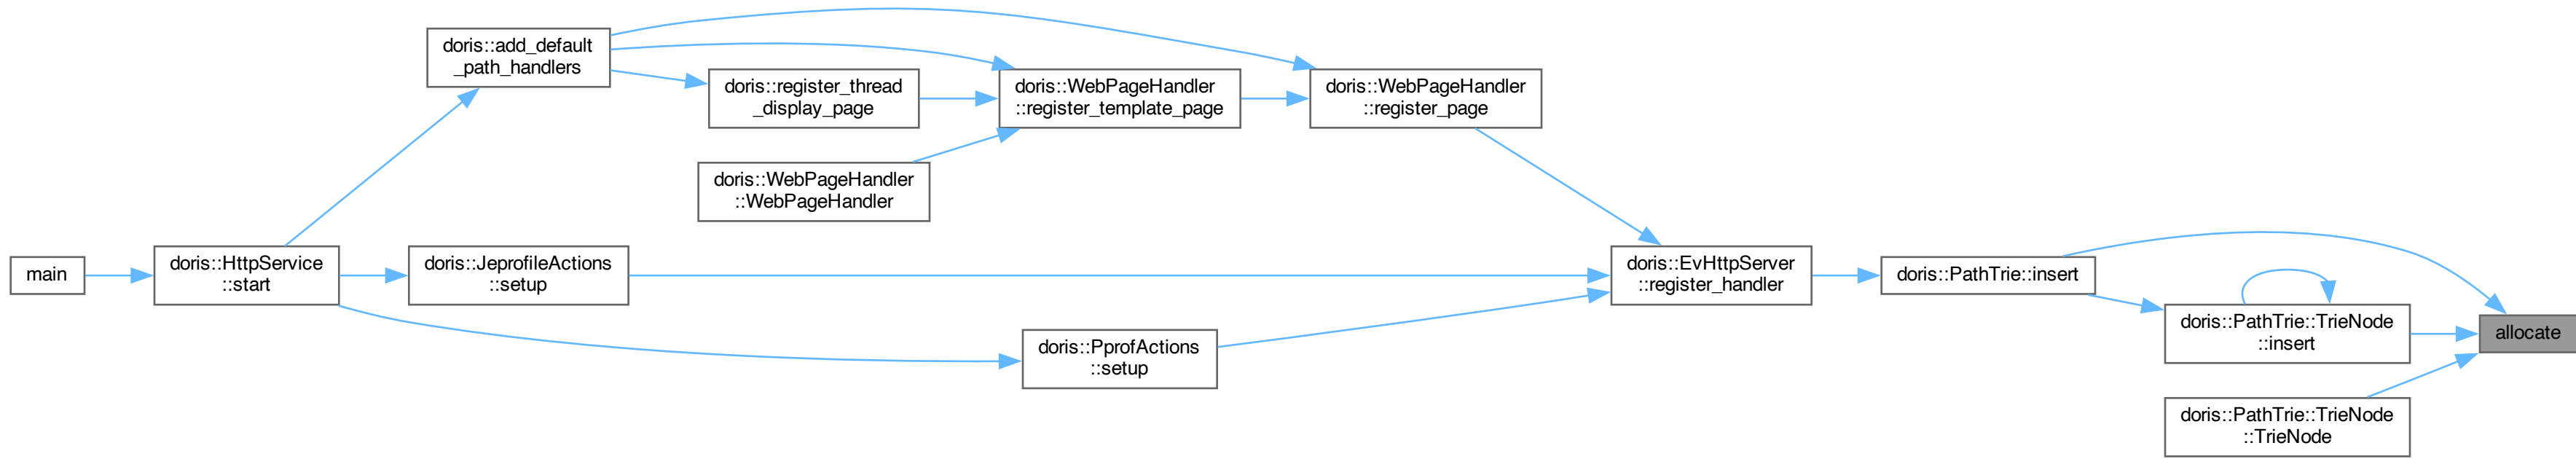 doris::add_default
_path_handlers
doris::register_thread
_display_page
doris::WebPageHandler
::register_template_page
doris::WebPageHandler
::register_page
doris::WebPageHandler
::WebPageHandler
main
doris::HttpService
::start
doris::JeprofileActions
::setup
doris::EvHttpServer
::register_handler
doris::PathTrie::insert
doris::PathTrie::TrieNode
::insert
allocate
doris::PprofActions
::setup
doris::PathTrie::TrieNode
::TrieNode